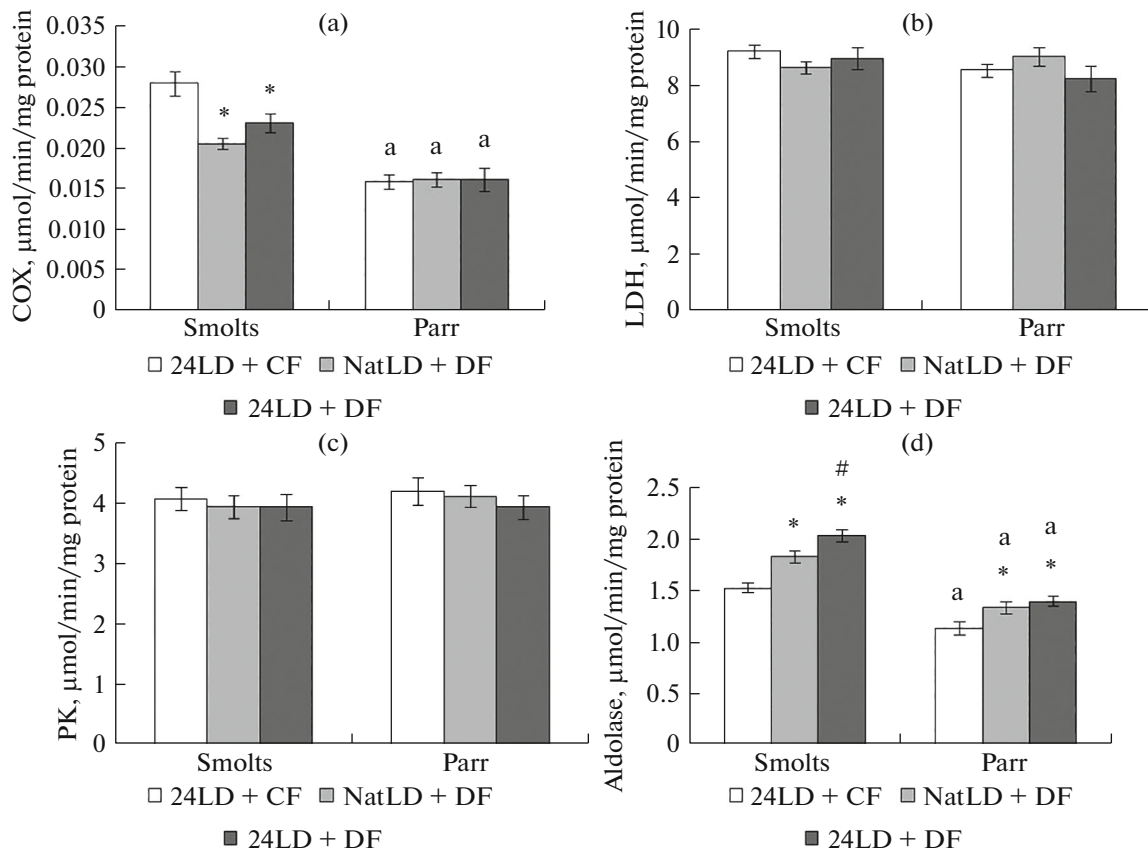 (a)
COX, μmol/min/mg protein
0.035
0.030
0.025
0.020
0.015
0.010
0.005
0
*
*
a
a
a
Smolts
Parr
24LD + CF
NatLD + DF
24LD + DF
(b)
LDH, μmol/min/mg protein
10
8
6
4
2
0
Smolts
Parr
24LD + CF
NatLD + DF
24LD + DF
(c)
PK, μmol/min/mg protein
5
4
3
2
1
0
Smolts
Parr
24LD + CF
NatLD + DF
24LD + DF
(d)
Aldolase, μmol/min/mg protein
2.5
2.0
1.5
1.0
0.5
0
*
#
*
a
a
*
a
*
Smolts
Parr
24LD + CF
NatLD + DF
24LD + DF